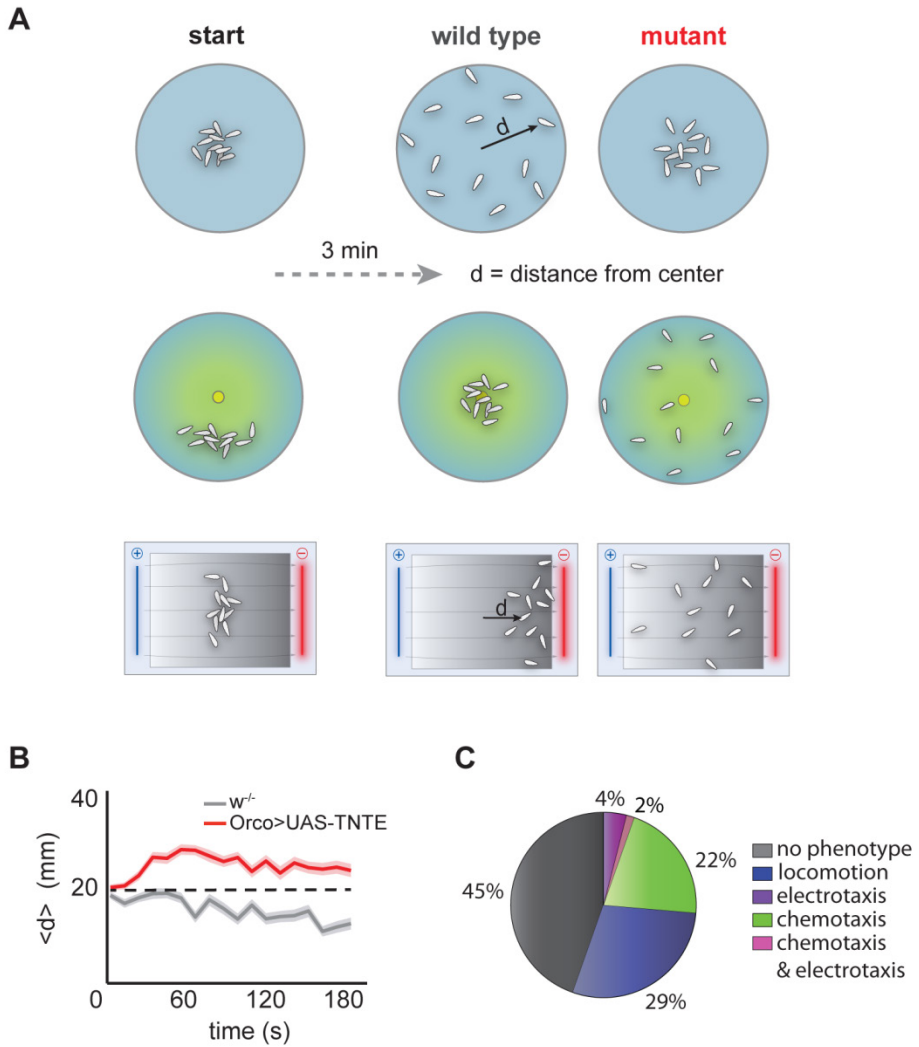 A
start
wild type
mutant
d
3 min
d = distance from center
+
−
+
−
d
+
−
B
40
20
0
60
120
180
<d> (mm)
time (s)
w-/-
Orco>UAS-TNTE
C
4%
2%
22%
29%
45%
no phenotype
locomotion
electrotaxis
chemotaxis
chemotaxis
& electrotaxis